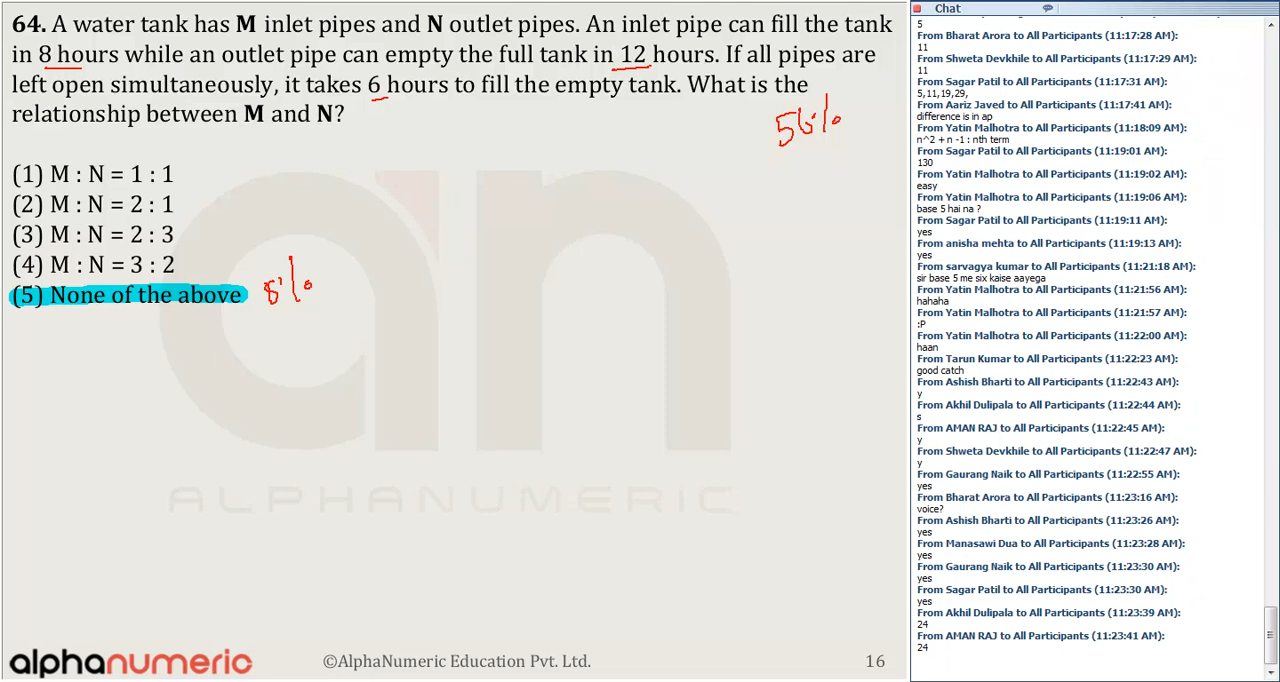 64. A water tank has M inlet pipes and N outlet pipes. An inlet pipe can fill the tank
in 8 hours while an outlet pipe can empty the full tank in 12 hours. If all pipes are
left open simultaneously, it takes 6 hours to fill the empty tank. What is the
relationship between M and N?
56%
(1) M : N = 1 : 1
(2) M : N = 2 : 1
(3) M : N = 2 : 3
(4) M : N = 3 : 2
(5) None of the above
8%
ALPHANUMERIC
alphanumeric
©AlphaNumeric Education Pvt. Ltd.
16
Chat
5
From Bharat Arora to All Participants (11:17:28 AM):
11
From Shweta Devkhile to All Participants (11:17:29 AM):
11
From Sagar Patil to All Participants (11:17:31 AM):
5,11,19,29,
From Aariz Javed to All Participants (11:17:41 AM):
difference is in ap
From Yatin Malhotra to All Participants (11:18:09 AM):
n^2 + n -1 : nth term
From Sagar Patil to All Participants (11:19:01 AM):
130
From Yatin Malhotra to All Participants (11:19:02 AM):
easy
From Yatin Malhotra to All Participants (11:19:06 AM):
base 5 hai na ?
From Sagar Patil to All Participants (11:19:11 AM):
yes
From anisha mehta to All Participants (11:19:13 AM):
yes
From sarvagya kumar to All Participants (11:21:18 AM):
sir base 5 me six kaise aayega
From Yatin Malhotra to All Participants (11:21:56 AM):
hahaha
From Yatin Malhotra to All Participants (11:21:57 AM):
:P
From Yatin Malhotra to All Participants (11:22:00 AM):
haan
From Tarun Kumar to All Participants (11:22:23 AM):
good catch
From Ashish Bharti to All Participants (11:22:43 AM):
y
From Akhil Dulipala to All Participants (11:22:44 AM):
s
From AMAN RAJ to All Participants (11:22:45 AM):
y
From Shweta Devkhile to All Participants (11:22:47 AM):
y
From Gaurang Naik to All Participants (11:22:55 AM):
yes
From Bharat Arora to All Participants (11:23:16 AM):
voice?
From Ashish Bharti to All Participants (11:23:26 AM):
yes
From Manasawi Dua to All Participants (11:23:28 AM):
yes
From Gaurang Naik to All Participants (11:23:30 AM):
yes
From Sagar Patil to All Participants (11:23:30 AM):
yes
From Akhil Dulipala to All Participants (11:23:39 AM):
24
From AMAN RAJ to All Participants (11:23:41 AM):
24